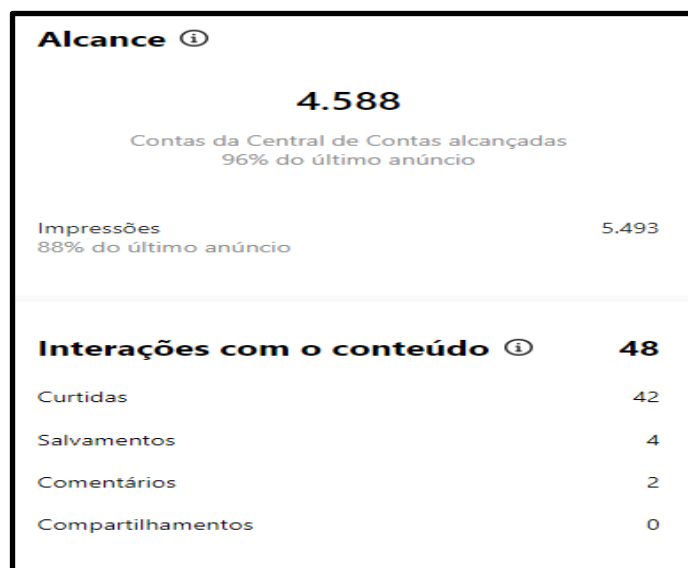 Alcance
4.588
Contas da Central de Contas alcançadas
96% do último anúncio
Impressões 5.493
88% do último anúncio
Interações com o conteúdo 48
Curtidas 42
Salvamentos 4
Comentários 2
Compartilhamentos 0